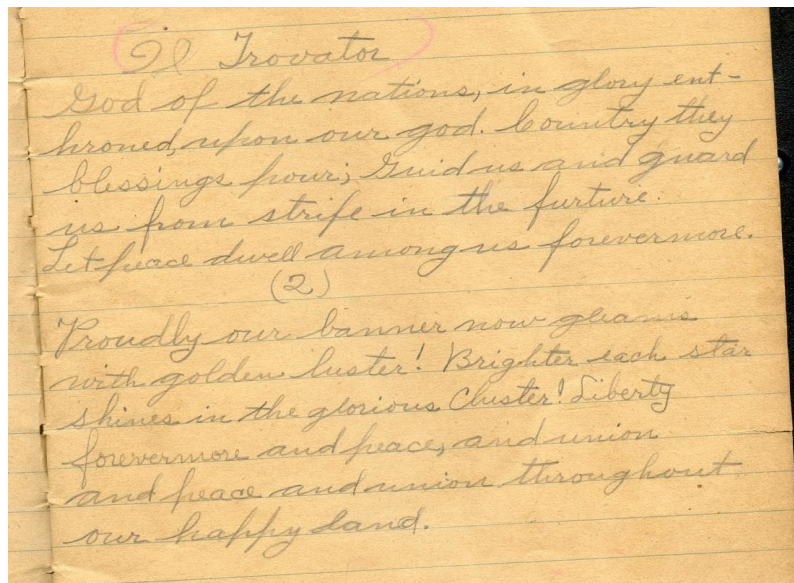 Il Trovator
God of the nations, in glory ent-
hroned, upon our god. Country they
blessings pour; Guid us and guard
us from strife in the furture.
Let peace dwell among us forevermore.
(2)
Proudly our banner now gleams
with golden luster! Brighter each star
shines in the glorious Cluster! Liberty
forevermore and peace, and union
and peace and union throughout
our happy land.